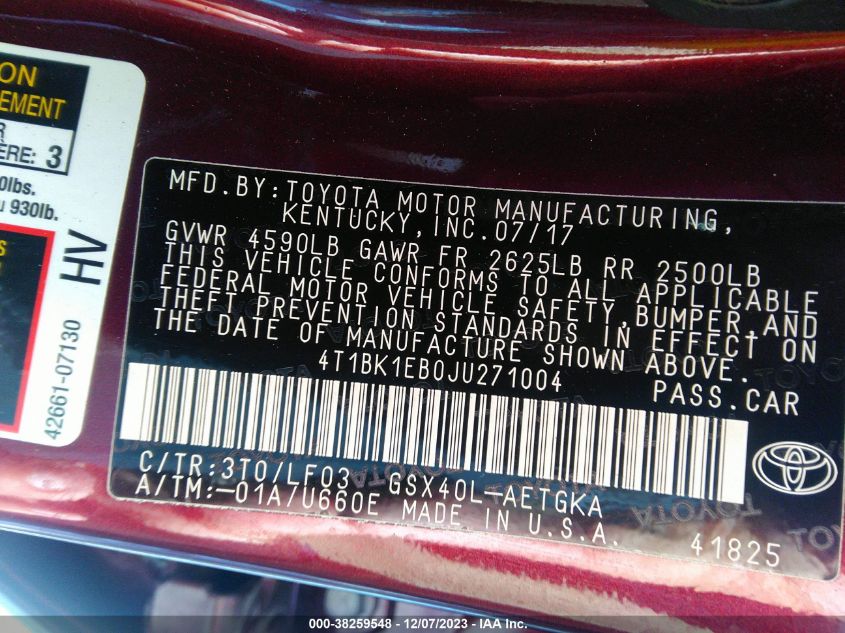 ON
EMENT
R
ERE: 3
0lbs.
u 930lb.
S
HV
42661-07130
MFD.BY:TOYOTA MOTOR MANUFACTURING,
KENTUCKY,INC.07/17
GVWR 4590LB GAWR FR 2625LB RR 2500LB
THIS VEHICLE CONFORMS TO ALL APPLICABLE
FEDERAL MOTOR VEHICLE SAFETY,BUMPER,AND
THEFT PREVENTION STANDARDS IN EFFECT ON
THE DATE OF MANUFACTURE SHOWN ABOVE.
4T1BK1EB0JU271004 PASS.CAR
C/TR:3T0/LF03 GSX40L-AETGKA
A/TM:-01A/U660E MADE IN U.S.A. 41825
TOYOTA
000-38259548 - 12/07/2023 - IAA Inc.